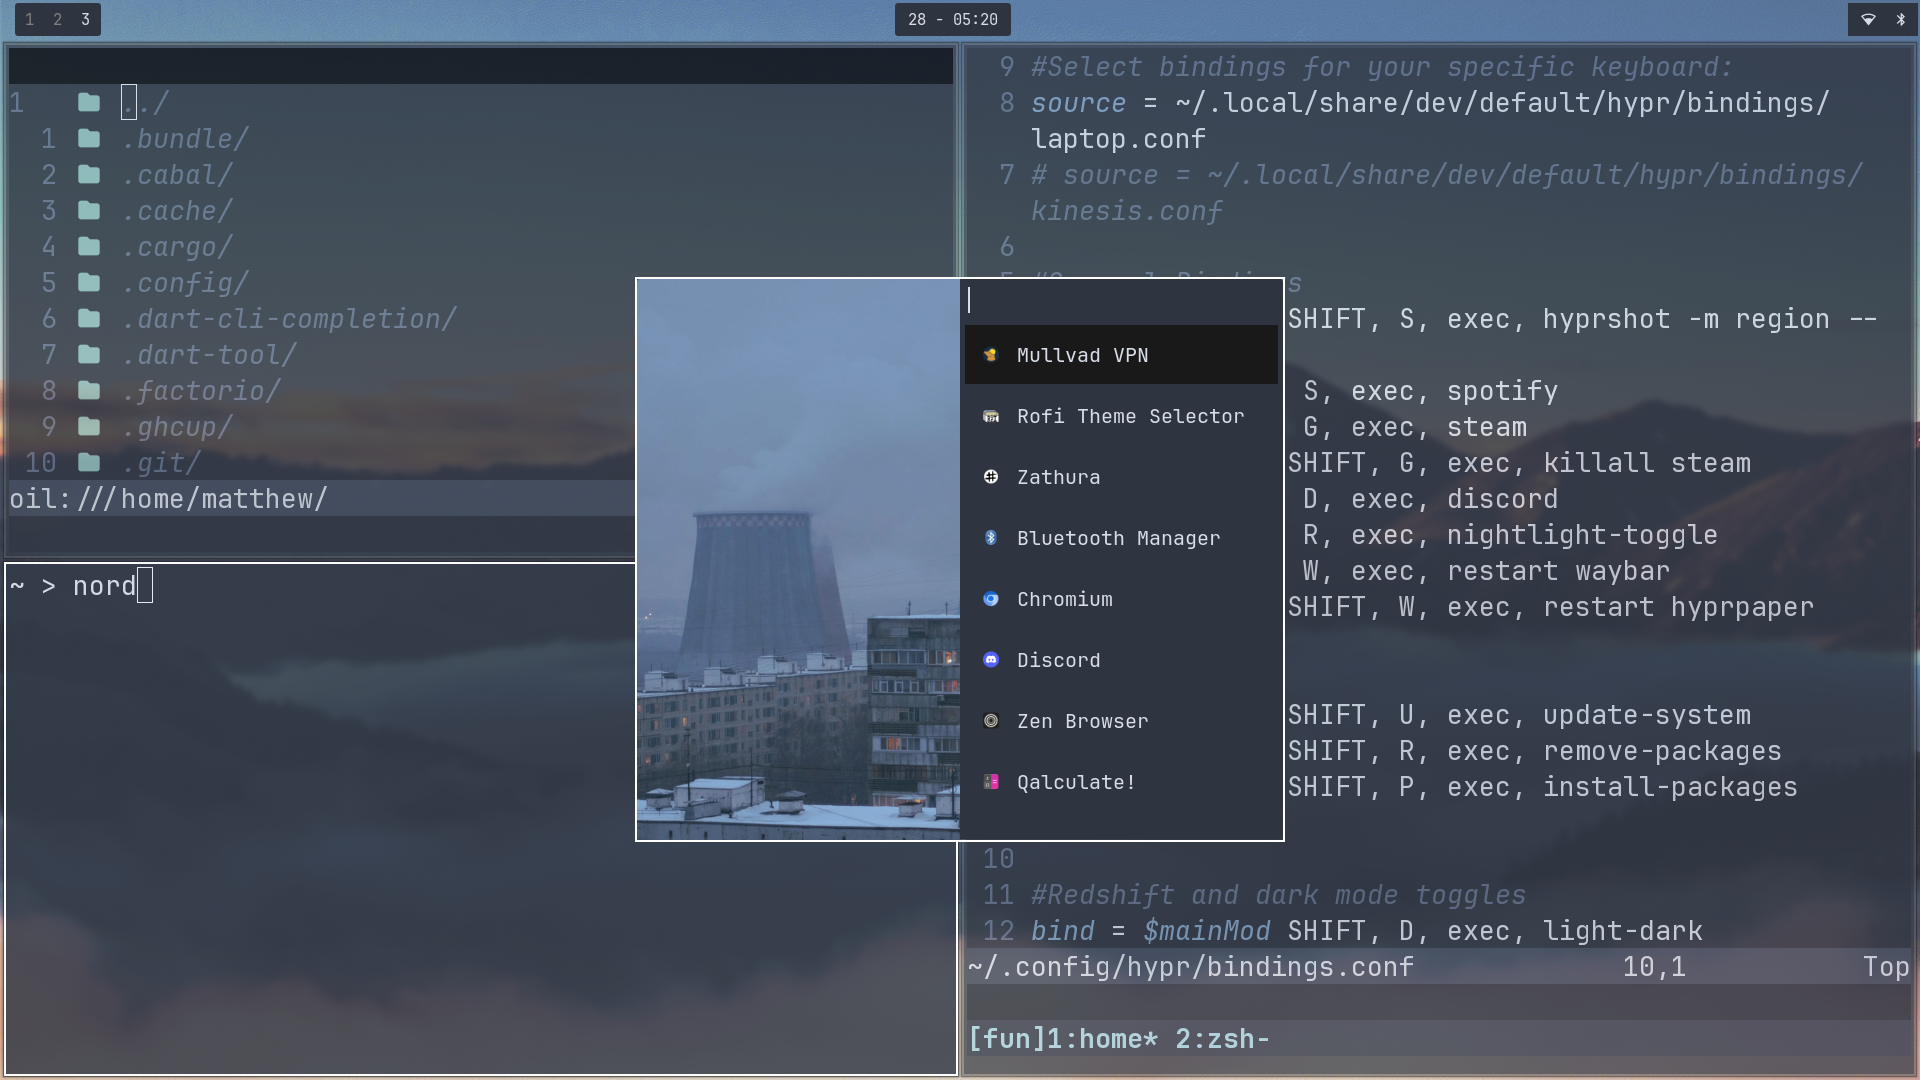 1 2 3
28 - 05:20
1 ../
1 .bundle/
2 .cabal/
3 .cache/
4 .cargo/
5 .config/
6 .dart-cli-completion/
7 .dart-tool/
8 .factorio/
9 .ghcup/
10 .git/
oil:///home/matthew/
~ > nord
Mullvad VPN
Rofi Theme Selector
Zathura
Bluetooth Manager
Chromium
Discord
Zen Browser
Qalculate!
9 #Select bindings for your specific keyboard:
8 source = ~/.local/share/dev/default/hypr/bindings/
laptop.conf
7 # source = ~/.local/share/dev/default/hypr/bindings/
kinesis.conf
6
SHIFT, S, exec, hyprshot -m region --
S, exec, spotify
G, exec, steam
SHIFT, G, exec, killall steam
D, exec, discord
R, exec, nightlight-toggle
W, exec, restart waybar
SHIFT, W, exec, restart hyprpaper
SHIFT, U, exec, update-system
SHIFT, R, exec, remove-packages
SHIFT, P, exec, install-packages
10
11 #Redshift and dark mode toggles
12 bind = $mainMod SHIFT, D, exec, light-dark
~/.config/hypr/bindings.conf 10,1 Top
[fun]1:home* 2:zsh-